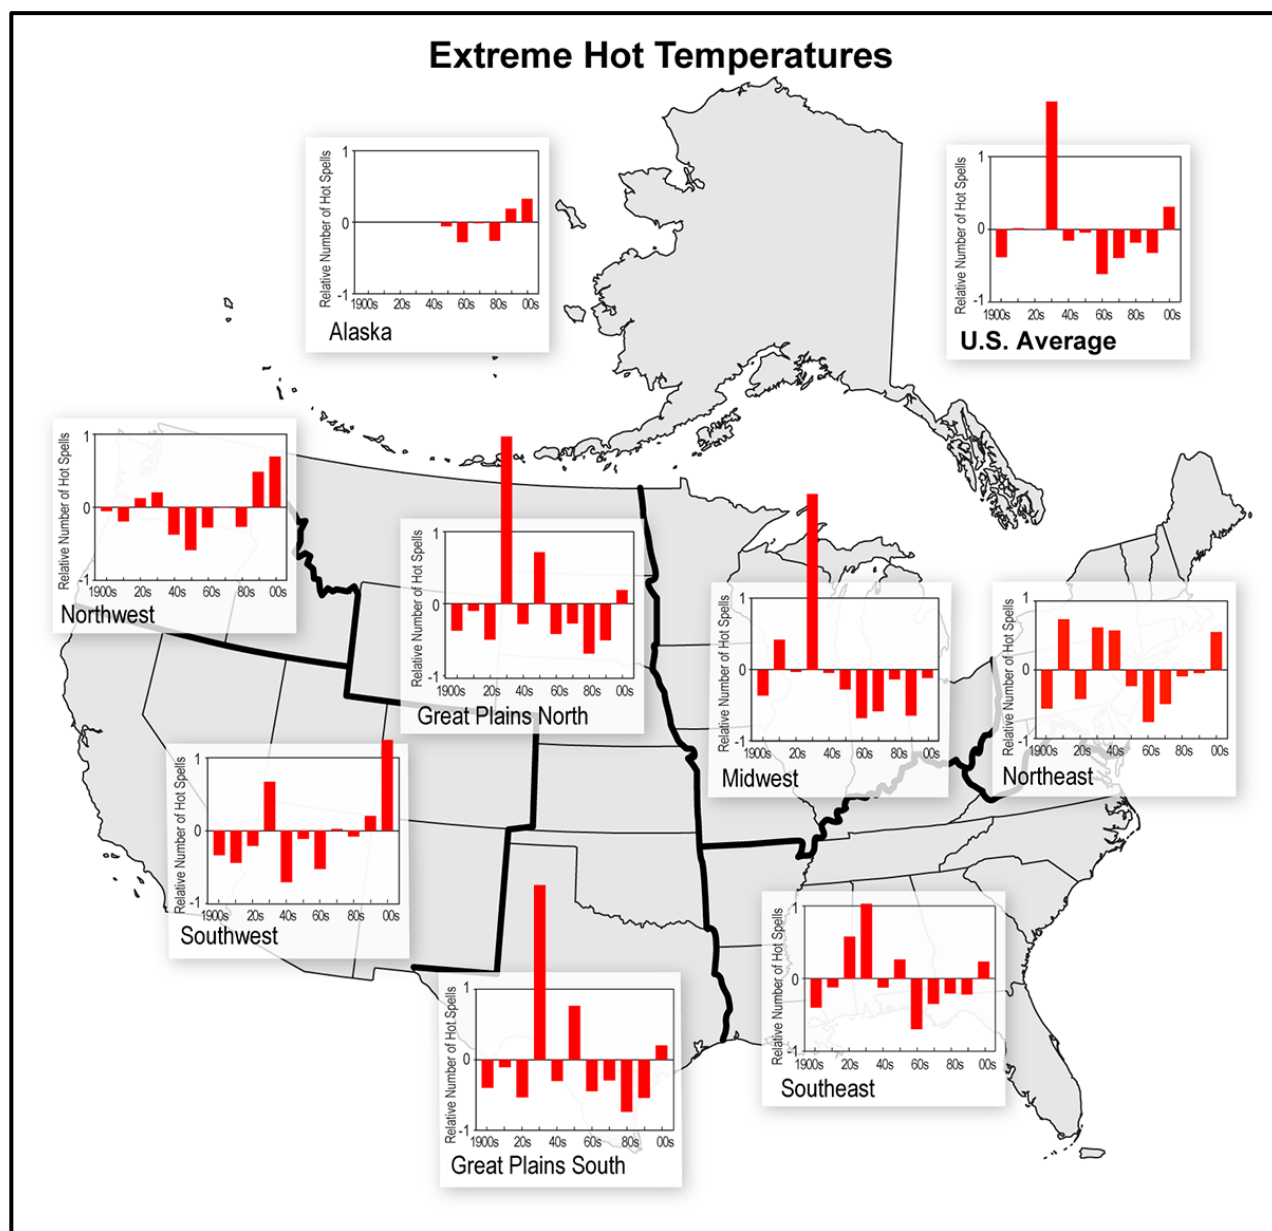 Extreme Hot Temperatures
Relative Number of Hot Spells
1
0
-1
1900s 20s 40s 60s 80s 00s
Alaska
Relative Number of Hot Spells
1
0
-1
1900s 20s 40s 60s 80s 00s
U.S. Average
Relative Number of Hot Spells
1
0
-1
1900s 20s 40s 60s 80s 00s
Northwest
Relative Number of Hot Spells
1
0
-1
1900s 20s 40s 60s 80s 00s
Great Plains North
Relative Number of Hot Spells
1
0
-1
1900s 20s 40s 60s 80s 00s
Midwest
Relative Number of Hot Spells
1
0
-1
1900s 20s 40s 60s 80s 00s
Northeast
Relative Number of Hot Spells
1
0
-1
1900s 20s 40s 60s 80s 00s
Southwest
Relative Number of Hot Spells
1
0
-1
1900s 20s 40s 60s 80s 00s
Southeast
Relative Number of Hot Spells
1
0
-1
1900s 20s 40s 60s 80s 00s
Great Plains South